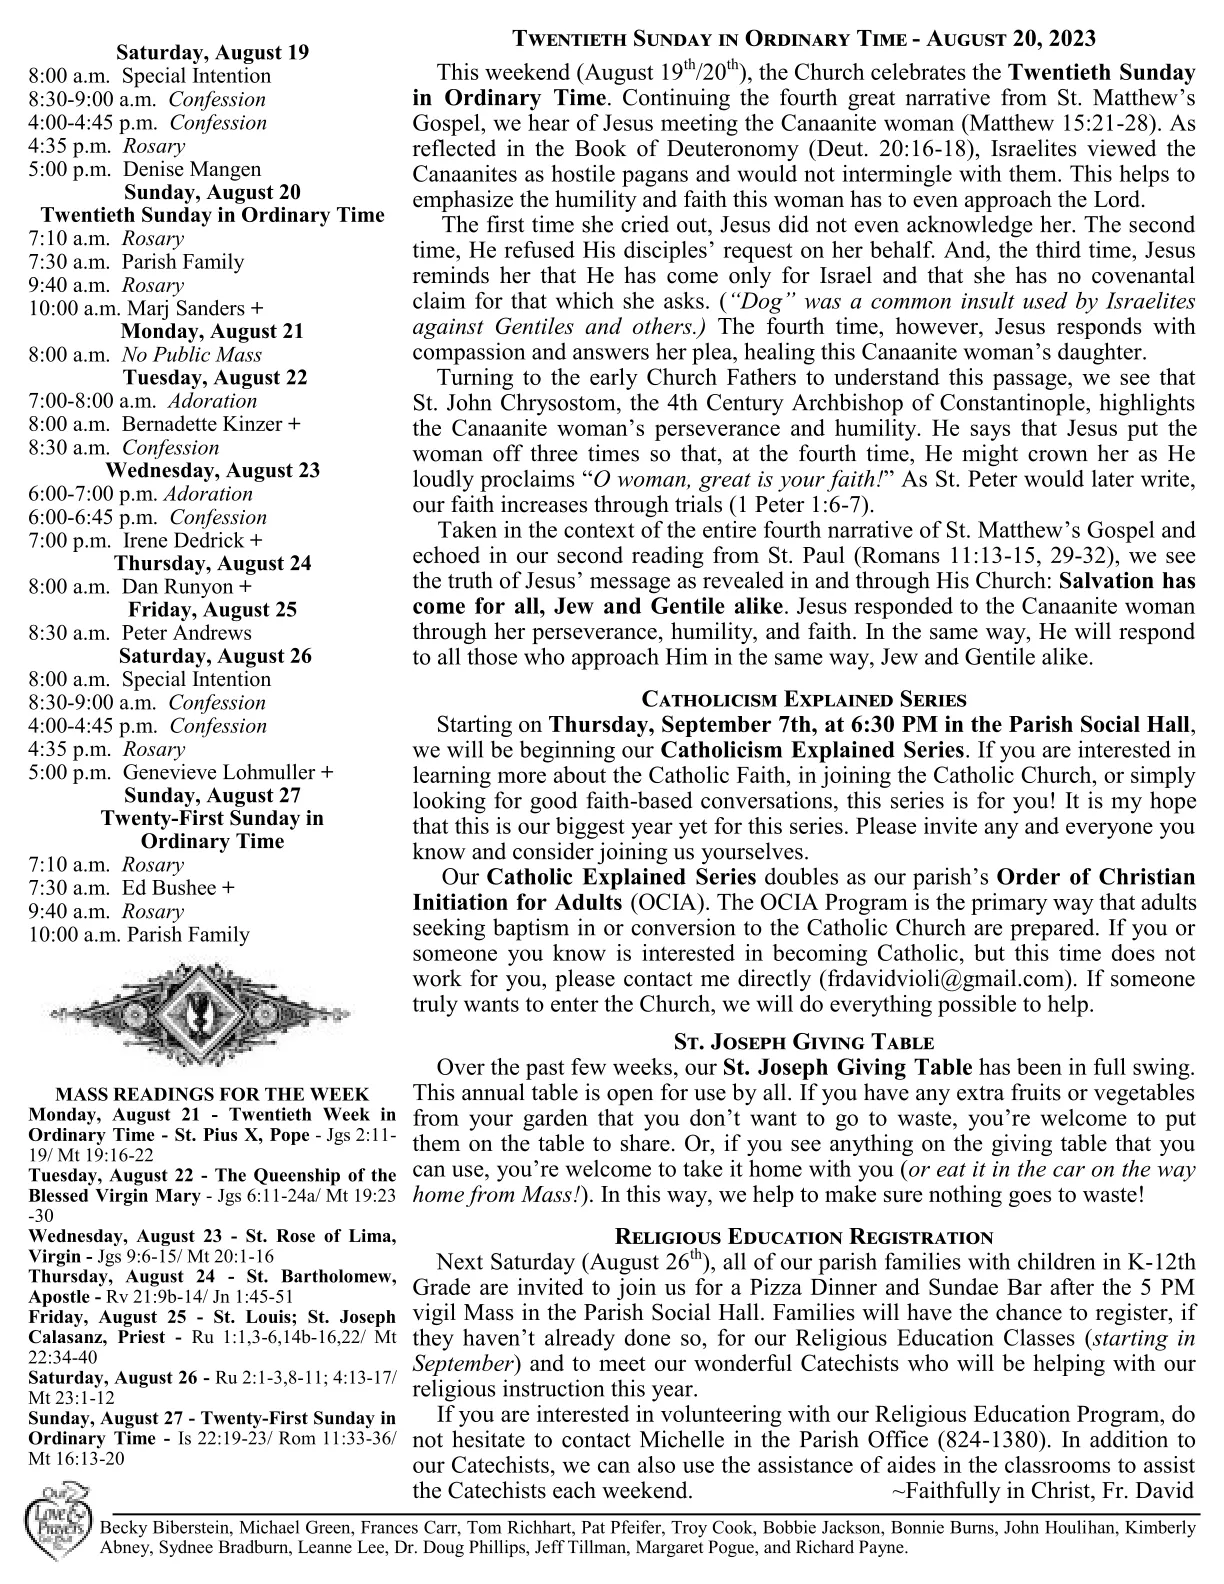 Saturday, August 19
8:00 a.m. Special Intention
8:30-9:00 a.m. Confession
4:00-4:45 p.m. Confession
4:35 p.m. Rosary
5:00 p.m. Denise Mangen
Sunday, August 20
Twentieth Sunday in Ordinary Time
7:10 a.m. Rosary
7:30 a.m. Parish Family
9:40 a.m. Rosary
10:00 a.m. Marj Sanders +
Monday, August 21
8:00 a.m. No Public Mass
Tuesday, August 22
7:00-8:00 a.m. Adoration
8:00 a.m. Bernadette Kinzer +
8:30 a.m. Confession
Wednesday, August 23
6:00-7:00 p.m. Adoration
6:00-6:45 p.m. Confession
7:00 p.m. Irene Dedrick +
Thursday, August 24
8:00 a.m. Dan Runyon +
Friday, August 25
8:30 a.m. Peter Andrews
Saturday, August 26
8:00 a.m. Special Intention
8:30-9:00 a.m. Confession
4:00-4:45 p.m. Confession
4:35 p.m. Rosary
5:00 p.m. Genevieve Lohmuller +
Sunday, August 27
Twenty-First Sunday in
Ordinary Time
7:10 a.m. Rosary
7:30 a.m. Ed Bushee +
9:40 a.m. Rosary
10:00 a.m. Parish Family
MASS READINGS FOR THE WEEK
Monday, August 21 - Twentieth Week in
Ordinary Time - St. Pius X, Pope - Jgs 2:11-
19/ Mt 19:16-22
Tuesday, August 22 - The Queenship of the
Blessed Virgin Mary - Jgs 6:11-24a/ Mt 19:23
-30
Wednesday, August 23 - St. Rose of Lima,
Virgin - Jgs 9:6-15/ Mt 20:1-16
Thursday, August 24 - St. Bartholomew,
Apostle - Rv 21:9b-14/ Jn 1:45-51
Friday, August 25 - St. Louis; St. Joseph
Calasanz, Priest - Ru 1:1,3-6,14b-16,22/ Mt
22:34-40
Saturday, August 26 - Ru 2:1-3,8-11; 4:13-17/
Mt 23:1-12
Sunday, August 27 - Twenty-First Sunday in
Ordinary Time - Is 22:19-23/ Rom 11:33-36/
Mt 16:13-20
TWENTIETH SUNDAY IN ORDINARY TIME - AUGUST 20, 2023
This weekend (August 19th/20th), the Church celebrates the Twentieth Sunday
in Ordinary Time. Continuing the fourth great narrative from St. Matthew's
Gospel, we hear of Jesus meeting the Canaanite woman (Matthew 15:21-28). As
reflected in the Book of Deuteronomy (Deut. 20:16-18), Israelites viewed the
Canaanites as hostile pagans and would not intermingle with them. This helps to
emphasize the humility and faith this woman has to even approach the Lord.
The first time she cried out, Jesus did not even acknowledge her. The second
time, He refused His disciples' request on her behalf. And, the third time, Jesus
reminds her that He has come only for Israel and that she has no covenantal
claim for that which she asks. ("Dog" was a common insult used by Israelites
against Gentiles and others.) The fourth time, however, Jesus responds with
compassion and answers her plea, healing this Canaanite woman's daughter.
Turning to the early Church Fathers to understand this passage, we see that
St. John Chrysostom, the 4th Century Archbishop of Constantinople, highlights
the Canaanite woman's perseverance and humility. He says that Jesus put the
woman off three times so that, at the fourth time, He might crown her as He
loudly proclaims "O woman, great is your faith!" As St. Peter would later write,
our faith increases through trials (1 Peter 1:6-7).
Taken in the context of the entire fourth narrative of St. Matthew's Gospel and
echoed in our second reading from St. Paul (Romans 11:13-15, 29-32), we see
the truth of Jesus' message as revealed in and through His Church: Salvation has
come for all, Jew and Gentile alike. Jesus responded to the Canaanite woman
through her perseverance, humility, and faith. In the same way, He will respond
to all those who approach Him in the same way, Jew and Gentile alike.
CATHOLICISM EXPLAINED SERIES
Starting on Thursday, September 7th, at 6:30 PM in the Parish Social Hall,
we will be beginning our Catholicism Explained Series. If you are interested in
learning more about the Catholic Faith, in joining the Catholic Church, or simply
looking for good faith-based conversations, this series is for you! It is my hope
that this is our biggest year yet for this series. Please invite any and everyone you
know and consider joining us yourselves.
Our Catholic Explained Series doubles as our parish's Order of Christian
Initiation for Adults (OCIA). The OCIA Program is the primary way that adults
seeking baptism in or conversion to the Catholic Church are prepared. If you or
someone you know is interested in becoming Catholic, but this time does not
work for you, please contact me directly (frdavidvioli@gmail.com). If someone
truly wants to enter the Church, we will do everything possible to help.
ST. JOSEPH GIVING TABLE
Over the past few weeks, our St. Joseph Giving Table has been in full swing.
This annual table is open for use by all. If you have any extra fruits or vegetables
from your garden that you don't want to go to waste, you're welcome to put
them on the table to share. Or, if you see anything on the giving table that you
can use, you're welcome to take it home with you (or eat it in the car on the way
home from Mass!). In this way, we help to make sure nothing goes to waste!
RELIGIOUS EDUCATION REGISTRATION
Next Saturday (August 26th), all of our parish families with children in K-12th
Grade are invited to join us for a Pizza Dinner and Sundae Bar after the 5 PM
vigil Mass in the Parish Social Hall. Families will have the chance to register, if
they haven't already done so, for our Religious Education Classes (starting in
September) and to meet our wonderful Catechists who will be helping with our
religious instruction this year.
If you are interested in volunteering with our Religious Education Program, do
not hesitate to contact Michelle in the Parish Office (824-1380). In addition to
our Catechists, we can also use the assistance of aides in the classrooms to assist
the Catechists each weekend. ~Faithfully in Christ, Fr. David
Our
Love &
Prayers
Becky Biberstein, Michael Green, Frances Carr, Tom Richhart, Pat Pfeifer, Troy Cook, Bobbie Jackson, Bonnie Burns, John Houlihan, Kimberly
Abney, Sydnee Bradburn, Leanne Lee, Dr. Doug Phillips, Jeff Tillman, Margaret Pogue, and Richard Payne.